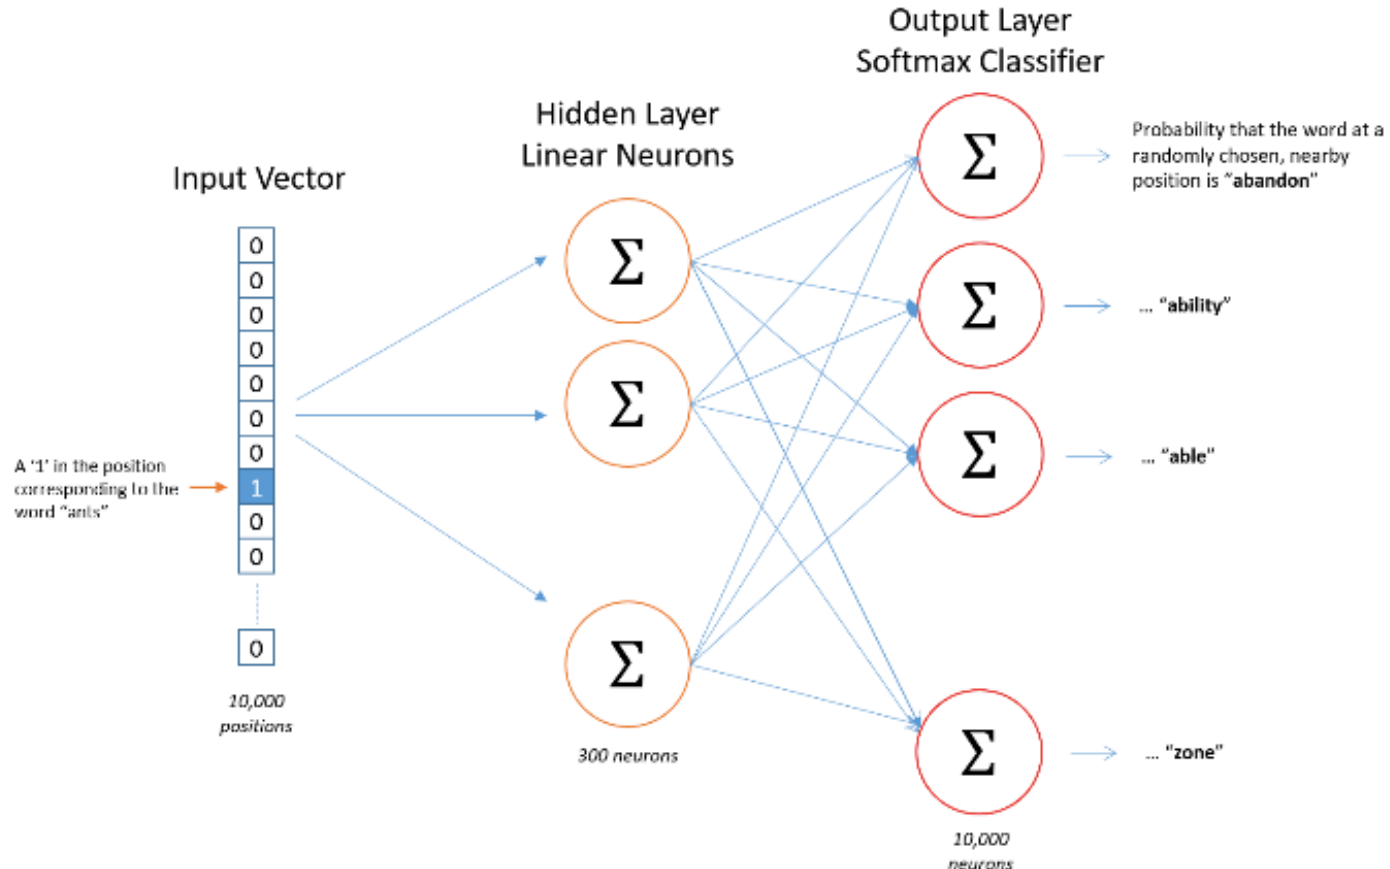 Output Layer
Softmax Classifier
Hidden Layer
Linear Neurons
Input Vector
0
0
0
0
0
0
0
1
0
0
0
A ‘1’ in the position
corresponding to the
word “ants”
10,000
positions
Σ
Σ
Σ
300 neurons
Σ
Σ
Σ
Σ
10,000
neurons
Probability that the word at a
randomly chosen, nearby
position is “abandon”
... “ability”
... “able”
... “zone”